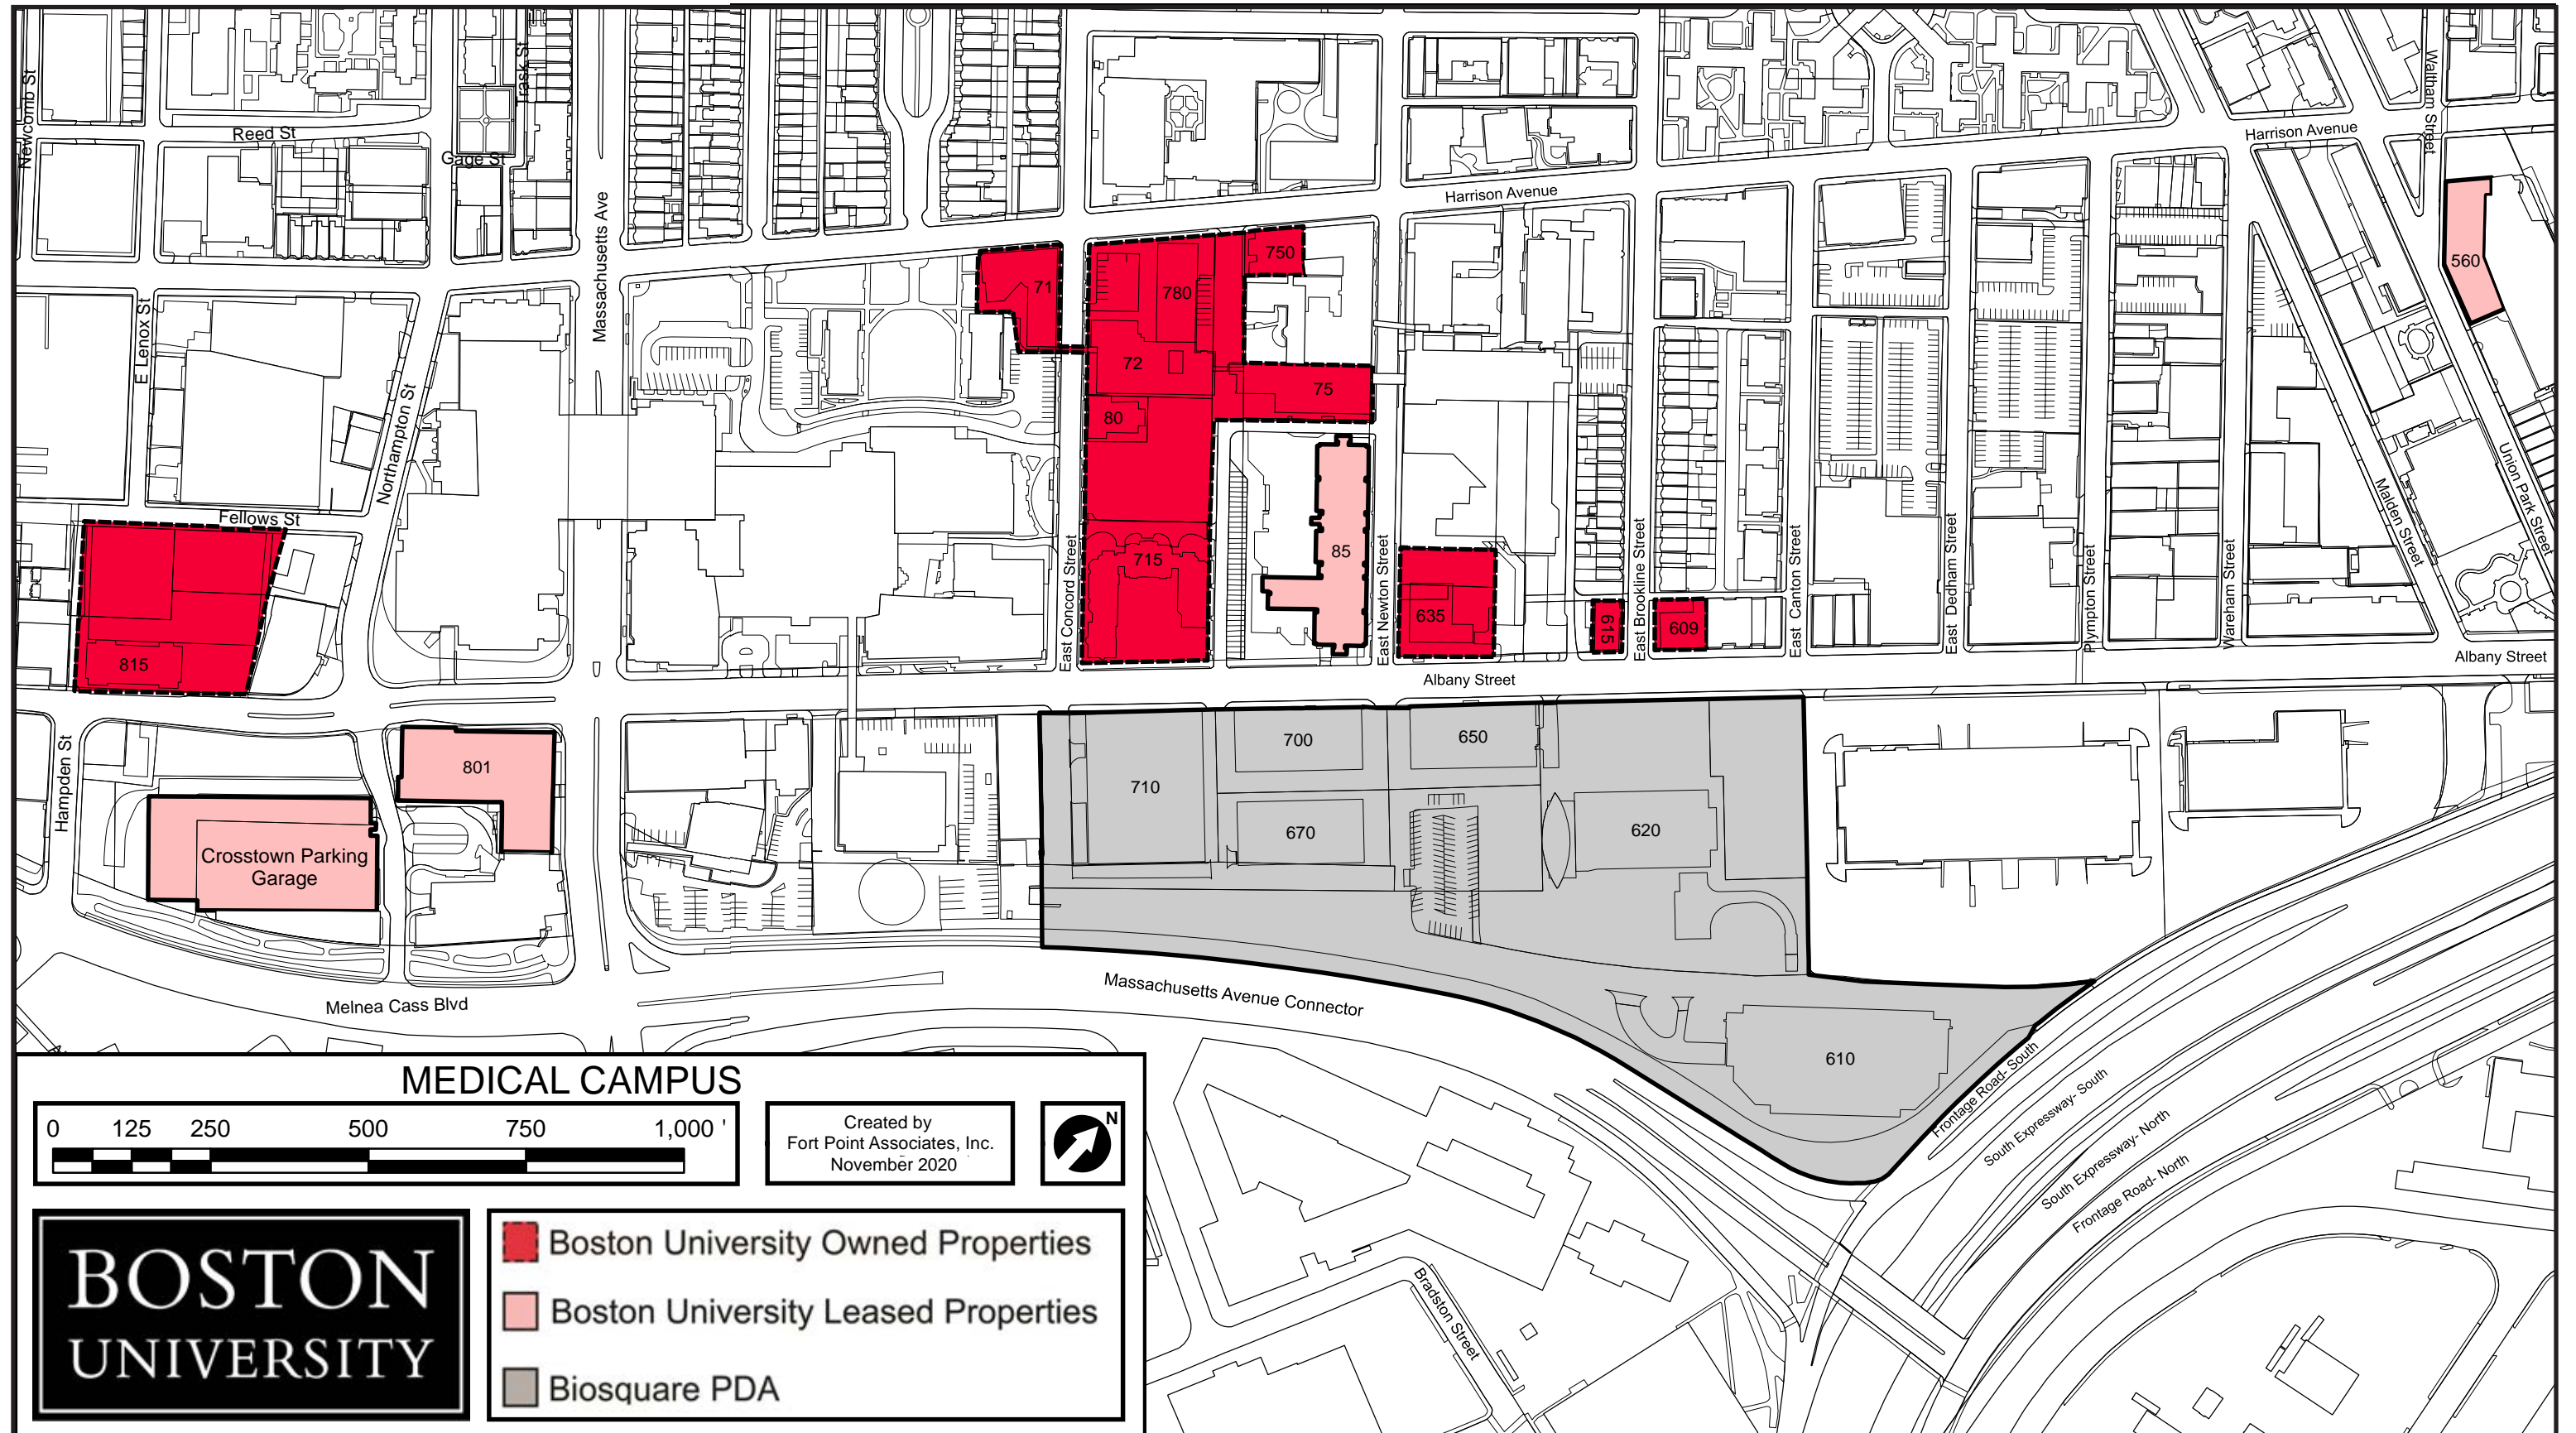 Newcomb St
Reed St
Trask St
Gage St
Massachusetts Ave
E Lenox St
Northampton St
Fellows St
Harrison Avenue
Harrison Avenue
Waltham Street
71
780
750
72
75
80
715
85
635
615
609
560
815
East Concord Street
East Newton Street
East Brookline Street
East Canton Street
East Dedham Street
Plympton Street
Wareham Street
Malden Street
Union Park Street
Albany Street
Albany Street
Hampden St
801
Crosstown Parking
Garage
710
700
650
670
620
610
Melnea Cass Blvd
Massachusetts Avenue Connector
Frontage Road- South
South Expressway- South
South Expressway- North
Frontage Road- North
Bradston Street
MEDICAL CAMPUS
0 125 250 500 750 1,000 '
Created by
Fort Point Associates, Inc.
November 2020
N
BOSTON
UNIVERSITY
Boston University Owned Properties
Boston University Leased Properties
Biosquare PDA